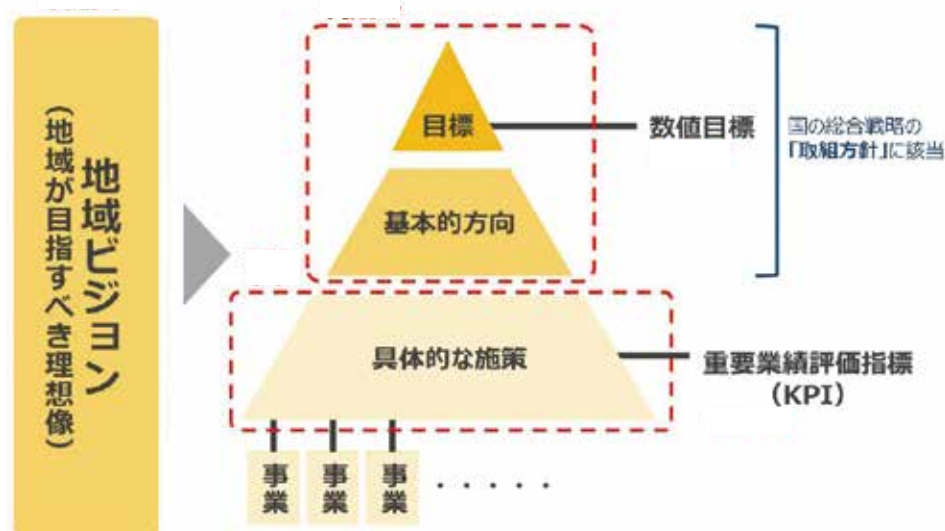 地域ビジョン
（地域が目指すべき理想像）
目標
数値目標
国の総合戦略の
「取組方針」に該当
基本的方向
具体的な施策
重要業績評価指標
（KPI）
事業
事業
事業
・・・・・